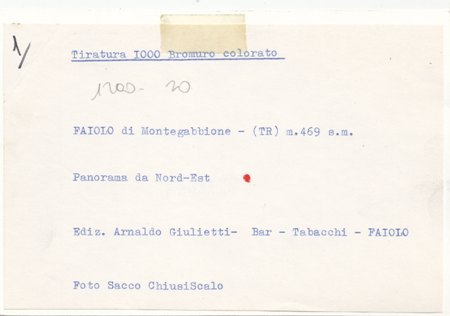 1/
Tiratura 1000 Bromuro colorato
1200- 20
FAIOLO di Montegabbione - (TR) m.469 s.m.
Panorama da Nord-Est
Ediz. Arnaldo Giulietti- Bar - Tabacchi - FAIOLO
Foto Sacco ChiusiScalo